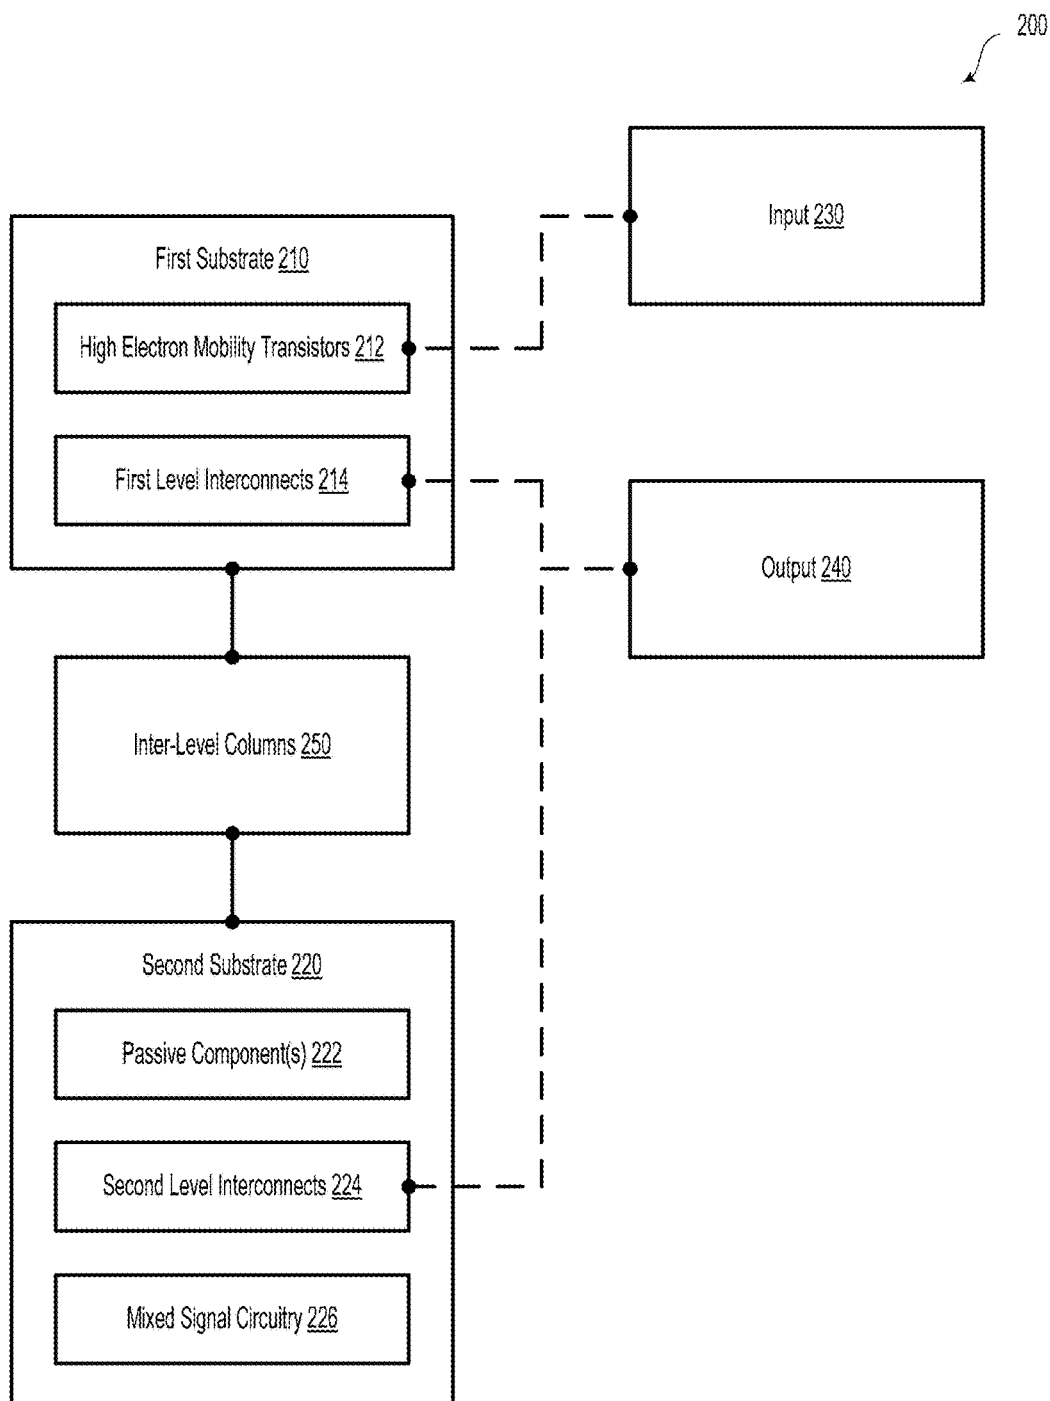 200
Input 230
First Substrate 210
High Electron Mobility Transistors 212
First Level Interconnects 214
Output 240
Inter-Level Columns 250
Second Substrate 220
Passive Component(s) 222
Second Level Interconnects 224
Mixed Signal Circuitry 226